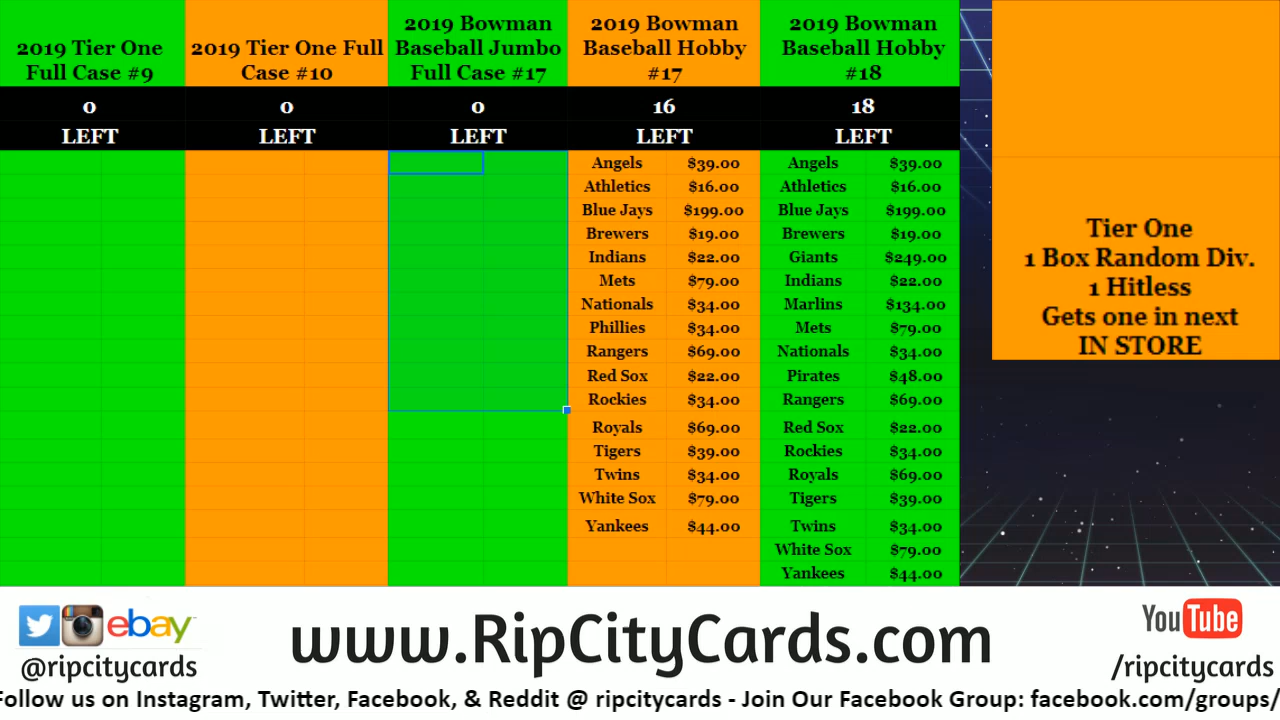 2019 Tier One
Full Case #9
0
LEFT
2019 Tier One Full
Case #10
0
LEFT
2019 Bowman
Baseball Jumbo
Full Case #17
0
LEFT
2019 Bowman
Baseball Hobby
#17
16
LEFT
Angels $39.00
Athletics $16.00
Blue Jays $199.00
Brewers $19.00
Indians $22.00
Mets $79.00
Nationals $34.00
Phillies $34.00
Rangers $69.00
Red Sox $22.00
Rockies $34.00
Royals $69.00
Tigers $39.00
Twins $34.00
White Sox $79.00
Yankees $44.00
2019 Bowman
Baseball Hobby
#18
18
LEFT
Angels $39.00
Athletics $16.00
Blue Jays $199.00
Brewers $19.00
Giants $249.00
Indians $22.00
Marlins $134.00
Mets $79.00
Nationals $34.00
Pirates $48.00
Rangers $69.00
Red Sox $22.00
Rockies $34.00
Royals $69.00
Tigers $39.00
Twins $34.00
White Sox $79.00
Yankees $44.00
Tier One
1 Box Random Div.
1 Hitless
Gets one in next
IN STORE
ebay
@ripcitycards
www.RipCityCards.com
YouTube
/ripcitycards
Follow us on Instagram, Twitter, Facebook, & Reddit @ ripcitycards - Join Our Facebook Group: facebook.com/groups/